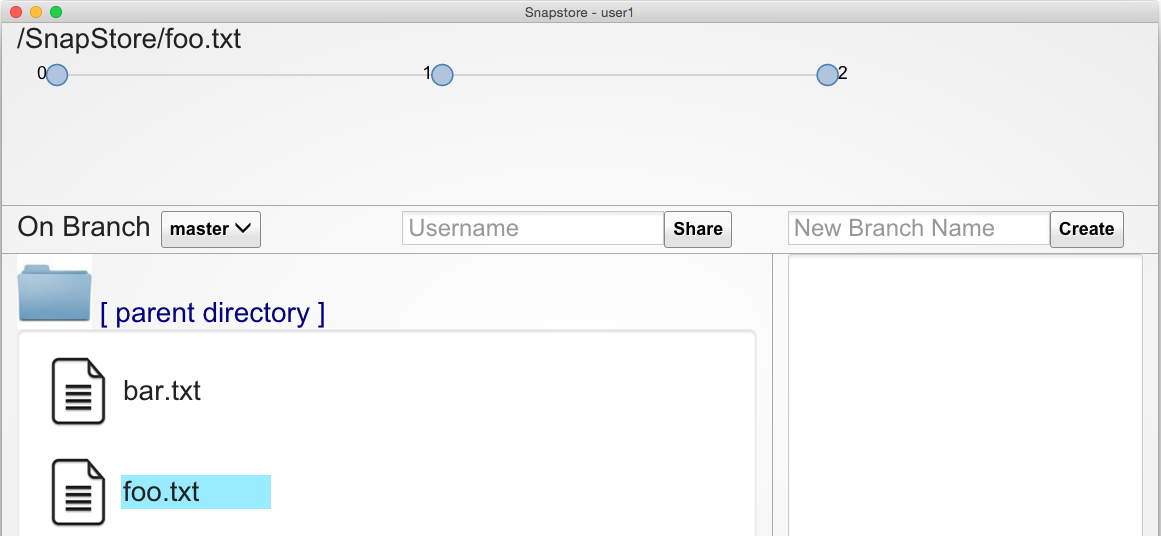 Snapstore - user1
/SnapStore/foo.txt
0 1 2
On Branch master Username Share New Branch Name Create
[ parent directory ]
bar.txt
foo.txt